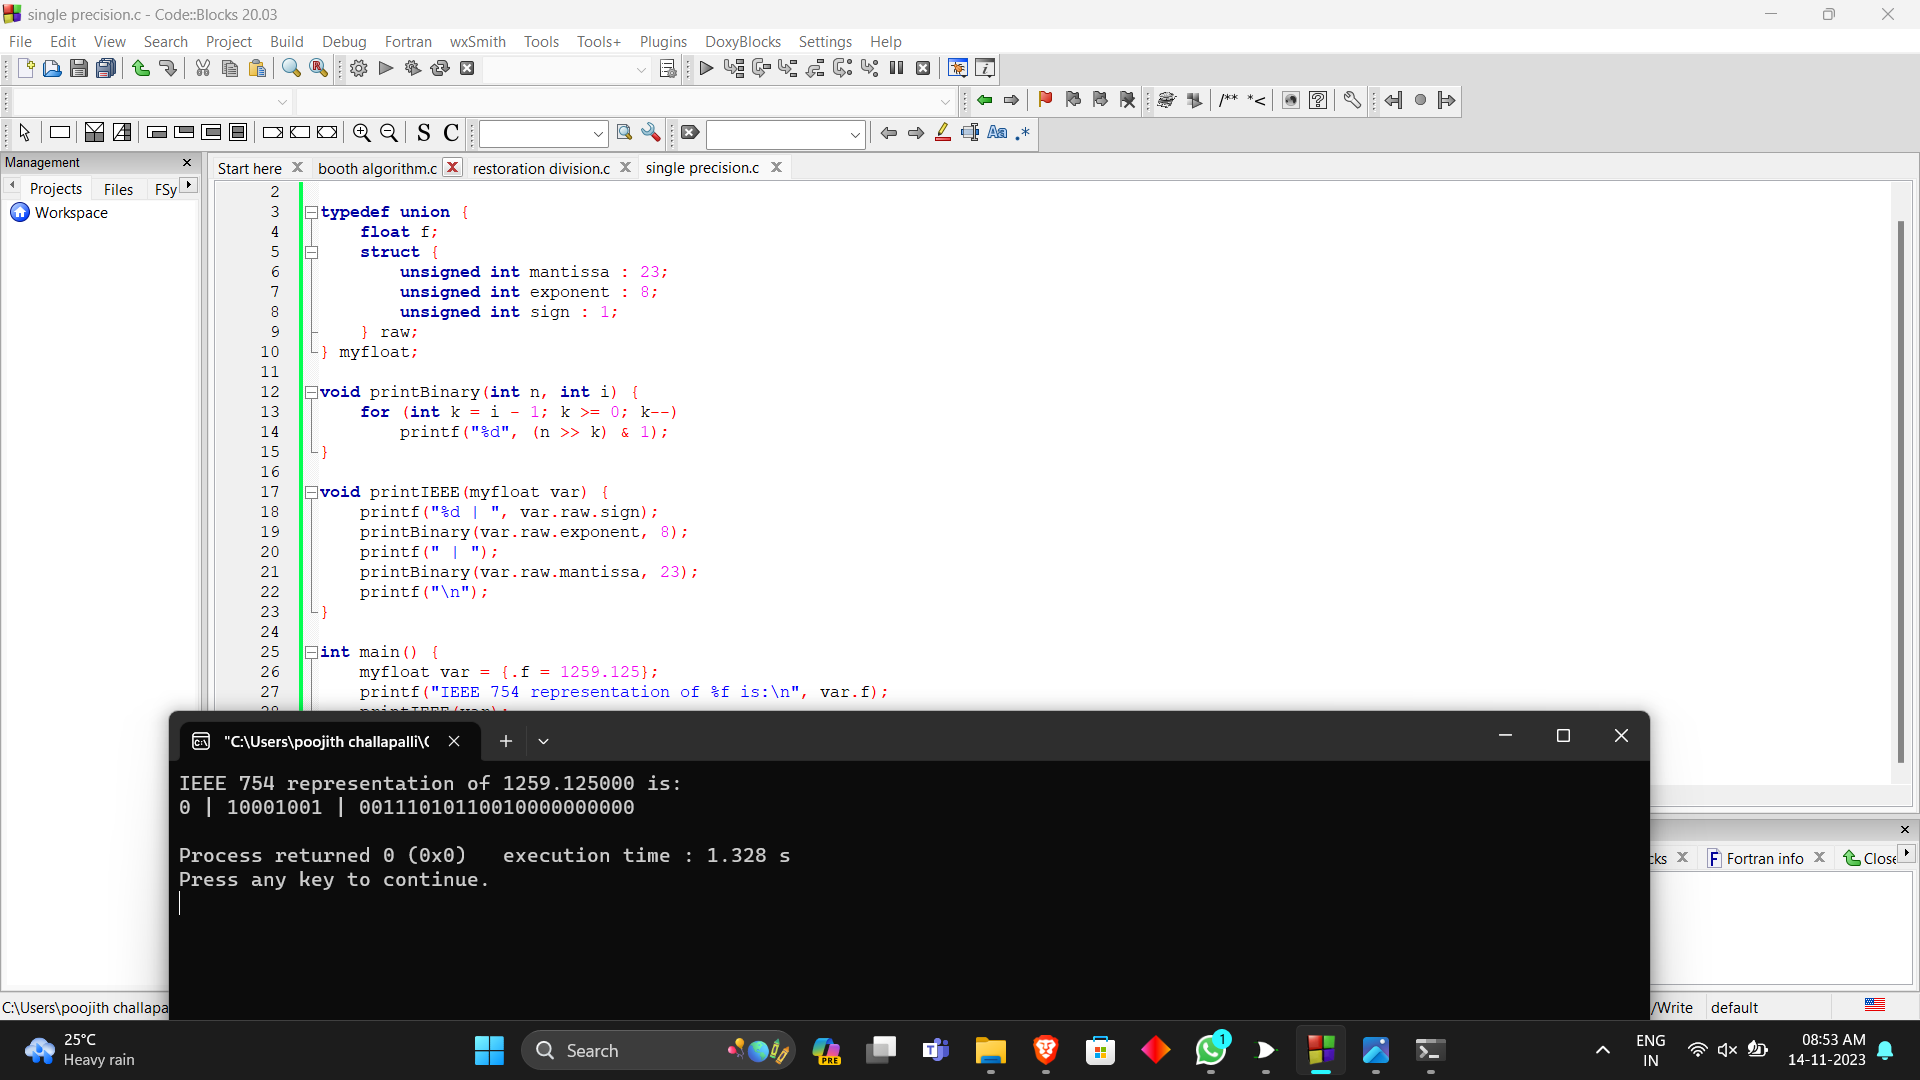 single precision.c - Code::Blocks 20.03
File Edit View Search Project Build Debug Fortran wxSmith Tools Tools+ Plugins DoxyBlocks Settings Help
/** *<
S C Aa .*
Management
Projects Files FSy
Workspace
Start here booth algorithm.c restoration division.c single precision.c
2
3 typedef union {
4 float f;
5 struct {
6 unsigned int mantissa : 23;
7 unsigned int exponent : 8;
8 unsigned int sign : 1;
9 } raw;
10 } myfloat;
11
12 void printBinary(int n, int i) {
13 for (int k = i - 1; k >= 0; k--)
14 printf("%d", (n >> k) & 1);
15 }
16
17 void printIEEE(myfloat var) {
18 printf("%d | ", var.raw.sign);
19 printBinary(var.raw.exponent, 8);
20 printf(" | ");
21 printBinary(var.raw.mantissa, 23);
22 printf("\n");
23 }
24
25 int main() {
26 myfloat var = {.f = 1259.125};
27 printf("IEEE 754 representation of %f is:\n", var.f);
28 printIEEE(var);
"C:\Users\poojith challapalli\
IEEE 754 representation of 1259.125000 is:
0 | 10001001 | 00111010110010000000000
Process returned 0 (0x0) execution time : 1.328 s
Press any key to continue.
cks Fortran info Close
C:\Users\poojith challapa
/Write default
25°C
Heavy rain
Search
PRE
1
ENG
IN
08:53 AM
14-11-2023